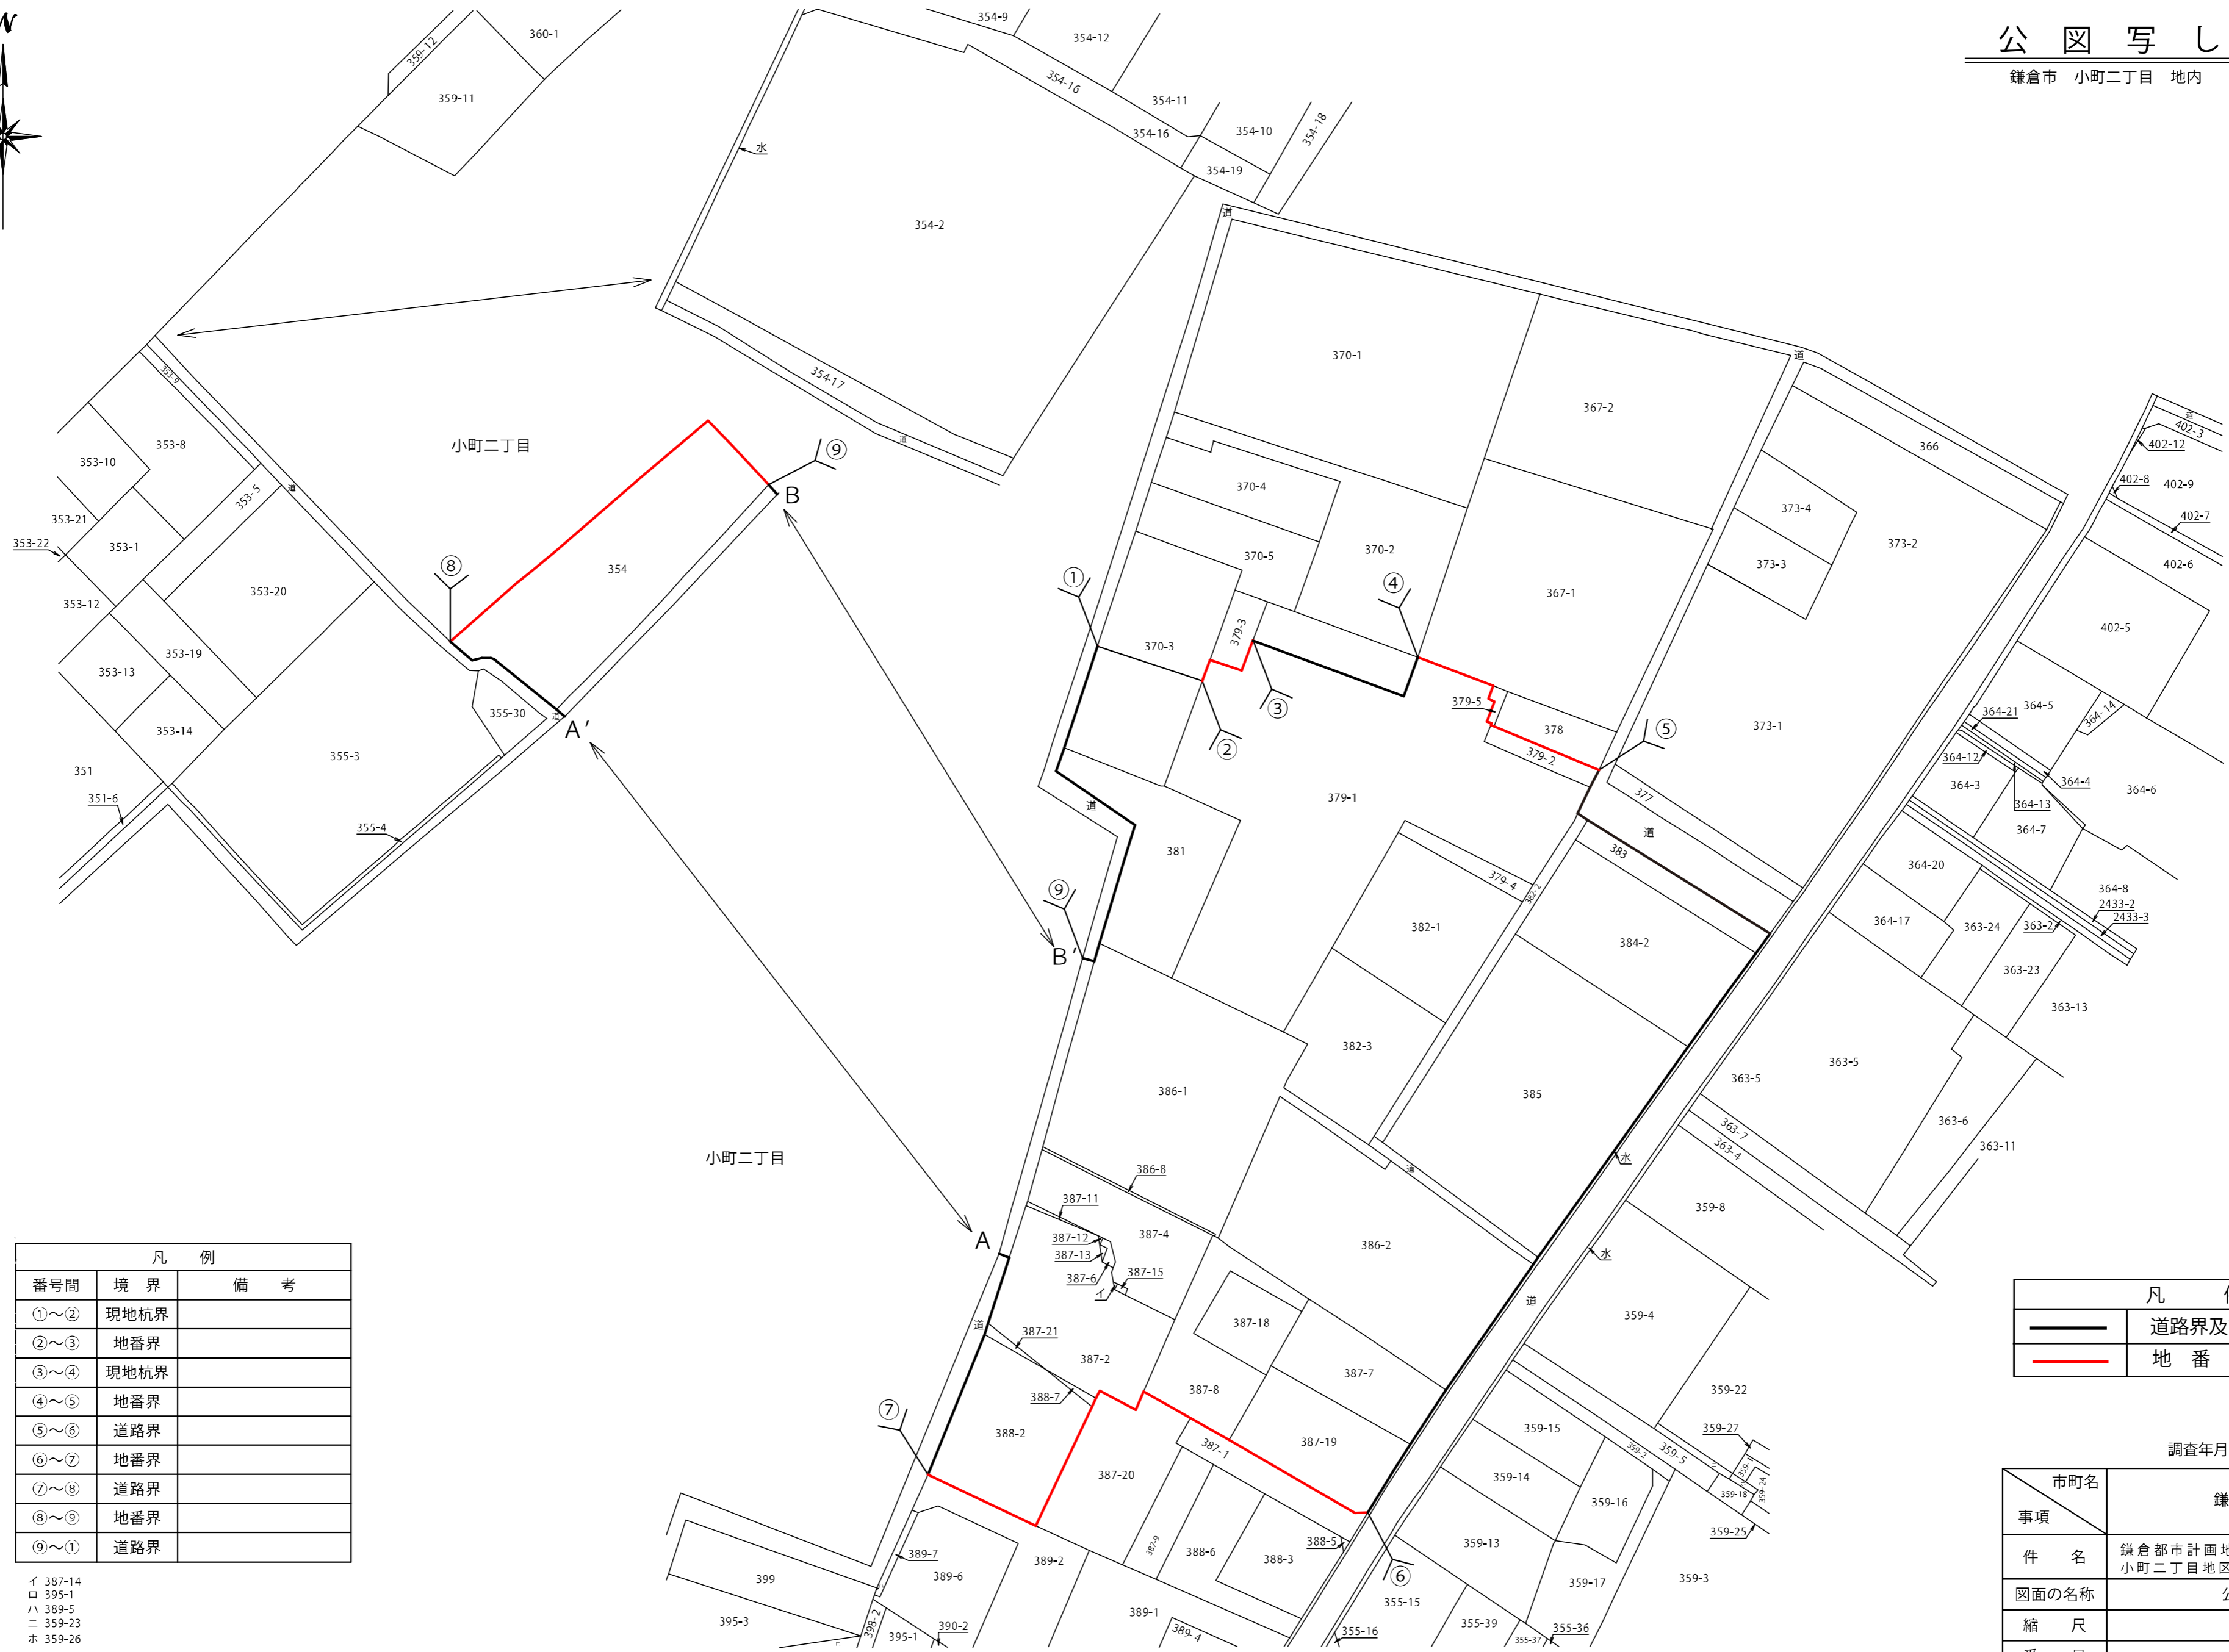 N
公図写し
鎌倉市 小町二丁目 地内
354-9
354-12
360-1
359-12
359-11
354-16
354-11
354-16
354-10
354-18
354-19
水
354-2
道
354-17
道
370-1
道
367-2
366
353-9
353-8
353-10
小町二丁目
353-5
道
353-21
353-22
353-1
353-20
353-12
353-19
353-13
353-14
351
351-6
355-3
355-4
355-30
道
354
⑧
⑨
B
A'
370-4
370-2
370-5
①
④
370-3
379-3
367-1
373-4
373-3
373-2
道
402-3
402-12
402-8
402-9
402-7
402-6
402-5
②
③
379-5
378
379-2
⑤
373-1
377
道
383
364-21
364-5
364-14
364-12
364-4
364-3
364-13
364-6
364-7
364-20
364-8
2433-2
2433-3
364-17
363-24
363-2
363-23
363-13
379-1
道
381
379-4
382-2
382-1
384-2
⑨
B'
382-3
386-1
385
363-5
363-5
363-6
363-7
363-4
363-11
小町二丁目
A
道
水
水
386-8
387-11
387-4
387-12
387-13
387-6
387-15
イ
386-2
359-8
359-4
道
387-18
道
387-21
387-2
387-7
388-7
387-8
⑦
388-2
387-19
387-1
387-20
359-22
359-27
359-15
359-2
359-5
359-14
359-18
359-24
359-16
359-25
359-13
359-17
359-3
387-9
388-6
388-3
388-5
⑥
389-7
389-6
389-2
399
395-3
398-2
395-1
390-2
389-1
389-4
355-15
355-16
355-39
355-37
355-36
凡例
番号間 境界 備考
①～② 現地杭界
②～③ 地番界
③～④ 現地杭界
④～⑤ 地番界
⑤～⑥ 道路界
⑥～⑦ 地番界
⑦～⑧ 道路界
⑧～⑨ 地番界
⑨～① 道路界
イ 387-14
ロ 395-1
ハ 389-5
ニ 359-23
ホ 359-26
凡
道路界及
地番
調査年月
市町名
事項
鎌
件名
鎌倉都市計画地
小町二丁目地区
図面の名称
公
縮尺